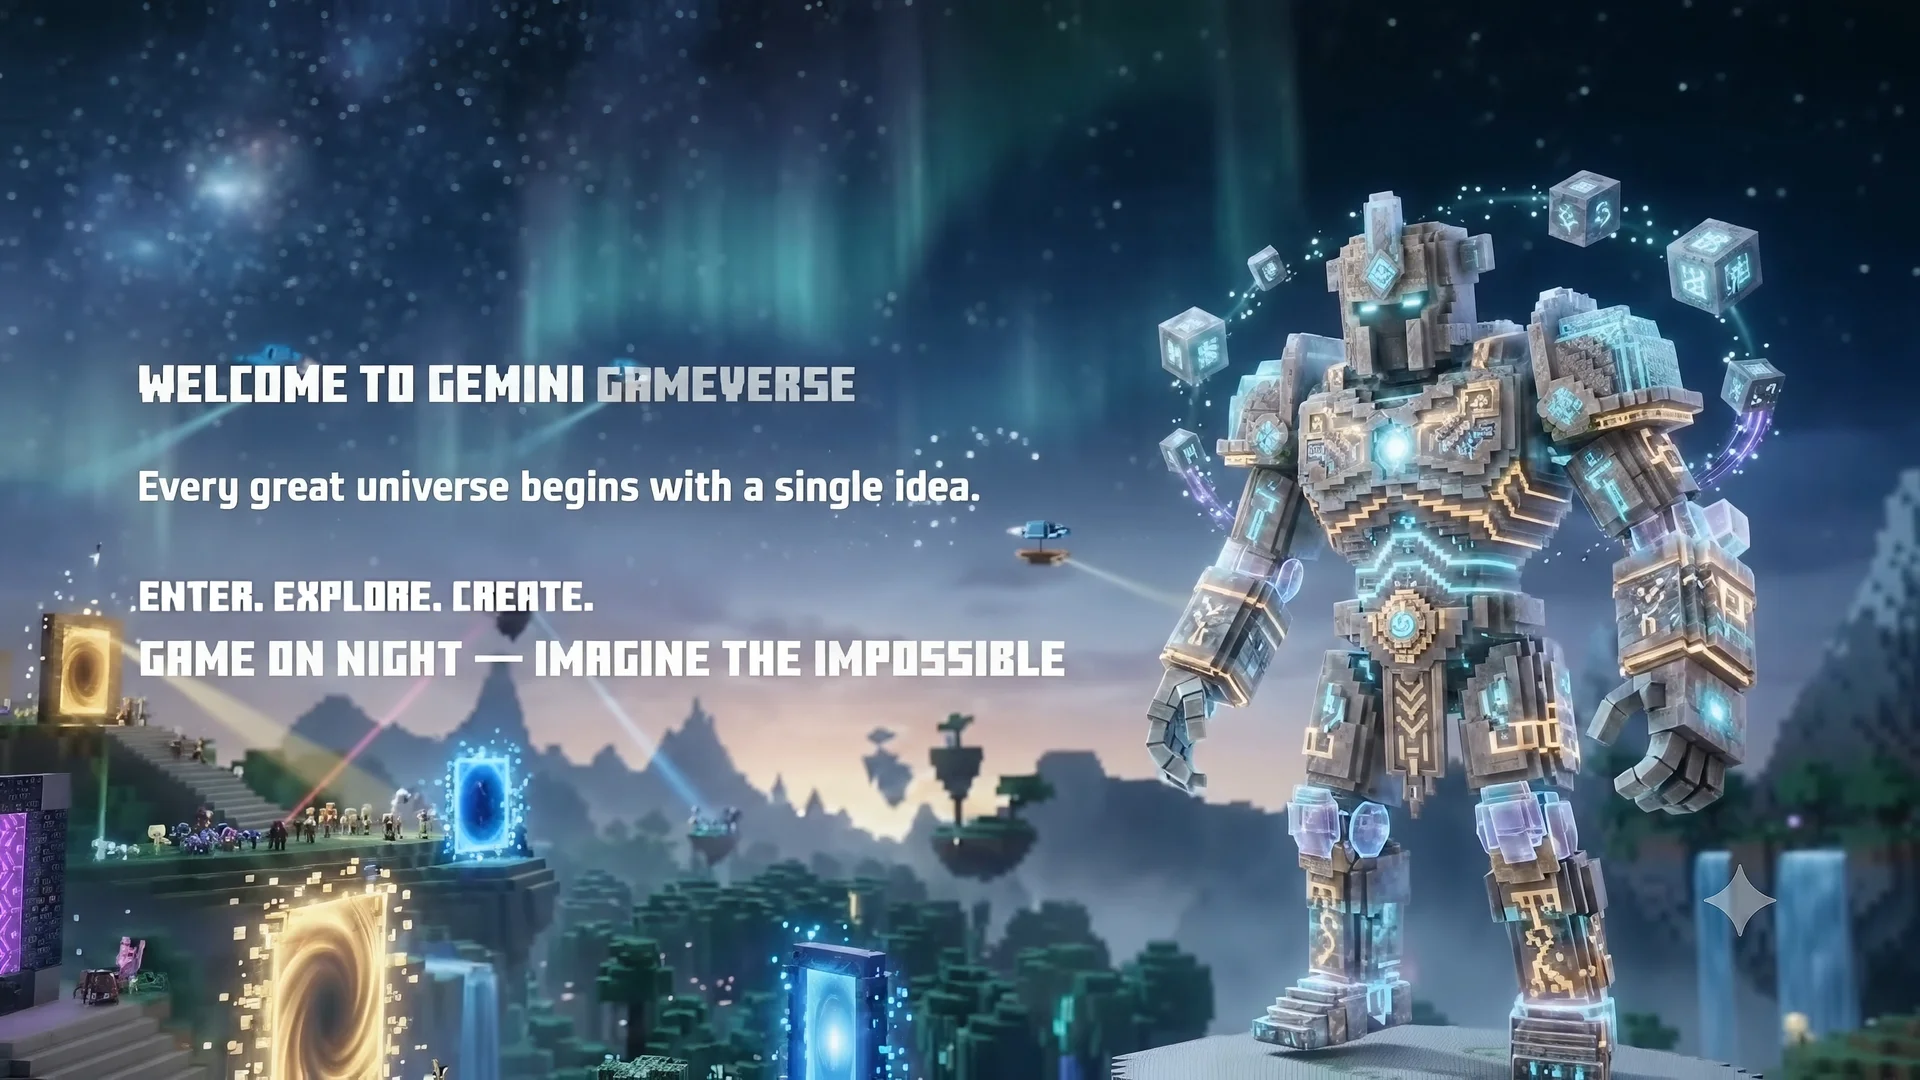 WELCOME TO GEMINI GAMEVERSE
Every great universe begins with a single idea.
ENTER. EXPLORE. CREATE.
GAME ON NIGHT — IMAGINE THE IMPOSSIBLE